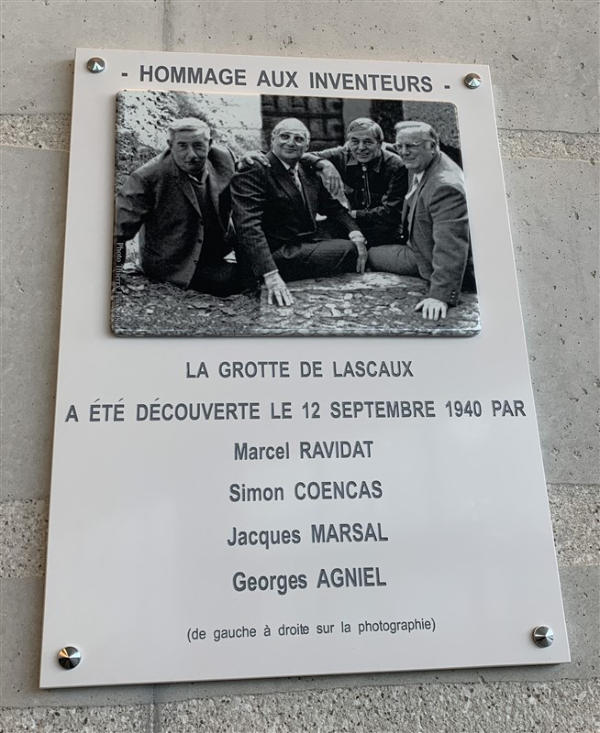 - HOMMAGE AUX INVENTEURS -
LA GROTTE DE LASCAUX
A ÉTÉ DÉCOUVERTE LE 12 SEPTEMBRE 1940 PAR
Marcel RAVIDAT
Simon COENCAS
Jacques MARSAL
Georges AGNIEL
(de gauche à droite sur la photographie)